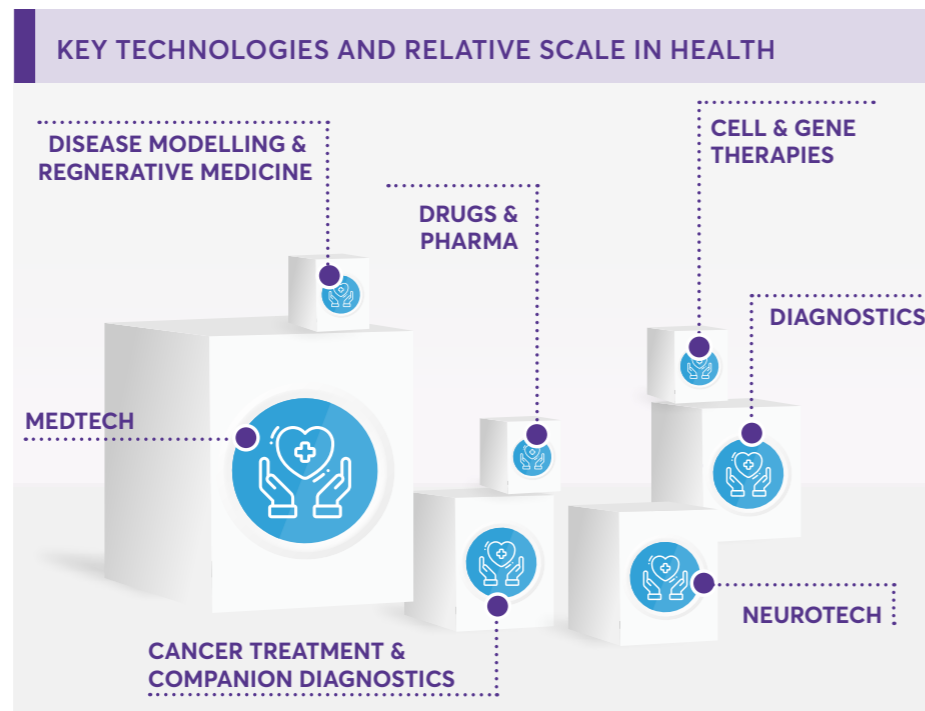 KEY TECHNOLOGIES AND RELATIVE SCALE IN HEALTH
DISEASE MODELLING &
REGNERATIVE MEDICINE
CELL & GENE
THERAPIES
DRUGS &
PHARMA
DIAGNOSTICS
MEDTECH
NEUROTECH
CANCER TREATMENT &
COMPANION DIAGNOSTICS